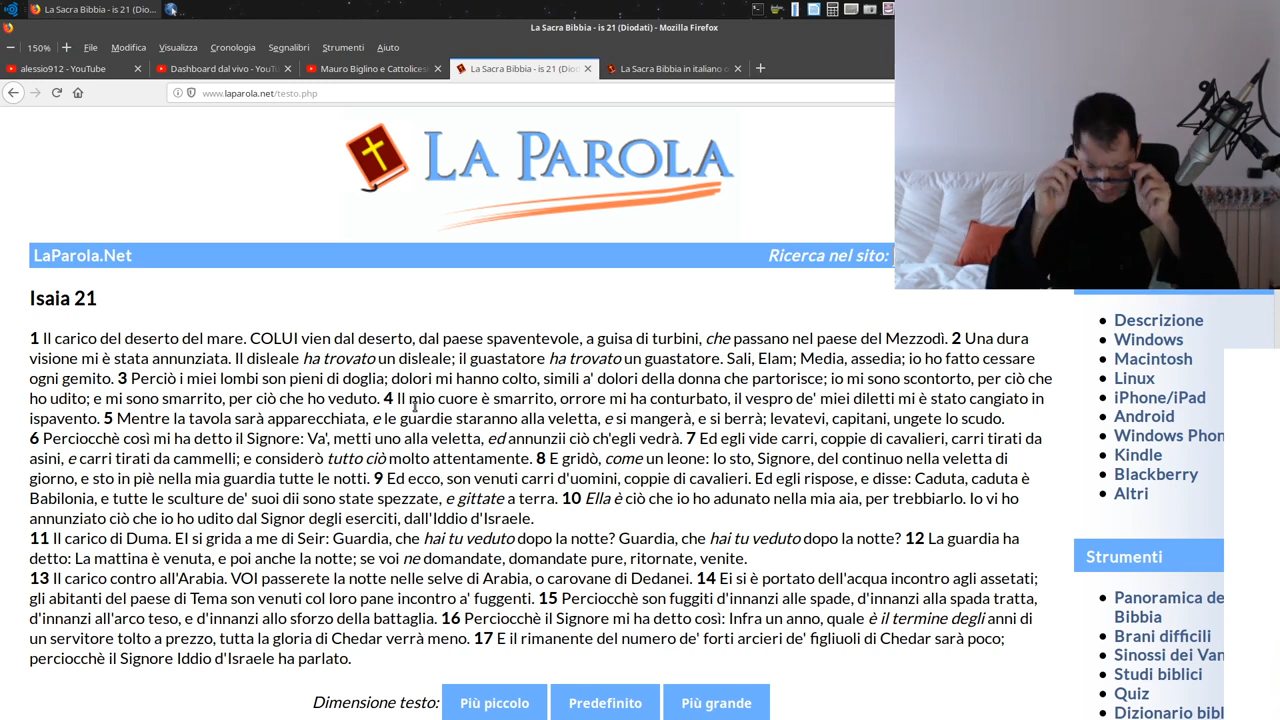 La Sacra Bibbia - is 21 (Dio...
La Sacra Bibbia - is 21 (Diodati) - Mozilla Firefox
150% File Modifica Visualizza Cronologia Segnalibri Strumenti Aiuto
alessio912 - YouTube
Dashboard dal vivo - YouT
Mauro Biglino e Cattolices
La Sacra Bibbia - is 21 (Diod
La Sacra Bibbia in italiano o
www.laparola.net/testo.php
LA PAROLA
LaParola.Net
Ricerca nel sito:
Isaia 21
1 Il carico del deserto del mare. COLUI vien dal deserto, dal paese spaventevole, a guisa di turbini, che passano nel paese del Mezzodì. 2 Una dura
visione mi è stata annunziata. Il disleale ha trovato un disleale; il guastatore ha trovato un guastatore. Sali, Elam; Media, assedia; io ho fatto cessare
ogni gemito. 3 Perciò i miei lombi son pieni di doglia; dolori mi hanno colto, simili a' dolori della donna che partorisce; io mi sono scontorto, per ciò che
ho udito; e mi sono smarrito, per ciò che ho veduto. 4 Il mio cuore è smarrito, orrore mi ha conturbato, il vespro de' miei diletti mi è stato cangiato in
ispavento. 5 Mentre la tavola sarà apparecchiata, e le guardie staranno alla veletta, e si mangerà, e si berrà; levatevi, capitani, ungete lo scudo.
6 Perciocchè così mi ha detto il Signore: Va', metti uno alla veletta, ed annunzii ciò ch'egli vedrà. 7 Ed egli vide carri, coppie di cavalieri, carri tirati da
asini, e carri tirati da cammelli; e considerò tutto ciò molto attentamente. 8 E gridò, come un leone: Io sto, Signore, del continuo nella veletta di
giorno, e sto in piè nella mia guardia tutte le notti. 9 Ed ecco, son venuti carri d'uomini, coppie di cavalieri. Ed egli rispose, e disse: Caduta, caduta è
Babilonia, e tutte le sculture de' suoi dii sono state spezzate, e gittate a terra. 10 Ella è ciò che io ho adunato nella mia aia, per trebbiarlo. Io vi ho
annunziato ciò che io ho udito dal Signor degli eserciti, dall'Iddio d'Israele.
11 Il carico di Duma. EI si grida a me di Seir: Guardia, che hai tu veduto dopo la notte? Guardia, che hai tu veduto dopo la notte? 12 La guardia ha
detto: La mattina è venuta, e poi anche la notte; se voi ne domandate, domandate pure, ritornate, venite.
13 Il carico contro all'Arabia. VOI passerete la notte nelle selve di Arabia, o carovane di Dedanei. 14 Ei si è portato dell'acqua incontro agli assetati;
gli abitanti del paese di Tema son venuti col loro pane incontro a' fuggenti. 15 Perciocchè son fuggiti d'innanzi alle spade, d'innanzi alla spada tratta,
d'innanzi all'arco teso, e d'innanzi allo sforzo della battaglia. 16 Perciocchè il Signore mi ha detto così: Infra un anno, quale è il termine degli anni di
un servitore tolto a prezzo, tutta la gloria di Chedar verrà meno. 17 E il rimanente del numero de' forti arcieri de' figliuoli di Chedar sarà poco;
perciocchè il Signore Iddio d'Israele ha parlato.
Dimensione testo: Più piccolo Predefinito Più grande
Descrizione
Windows
Macintosh
Linux
iPhone/iPad
Android
Windows Phon
Kindle
Blackberry
Altri
Strumenti
Panoramica de
Bibbia
Brani difficili
Sinossi dei Van
Studi biblici
Quiz
Dizionario bibl